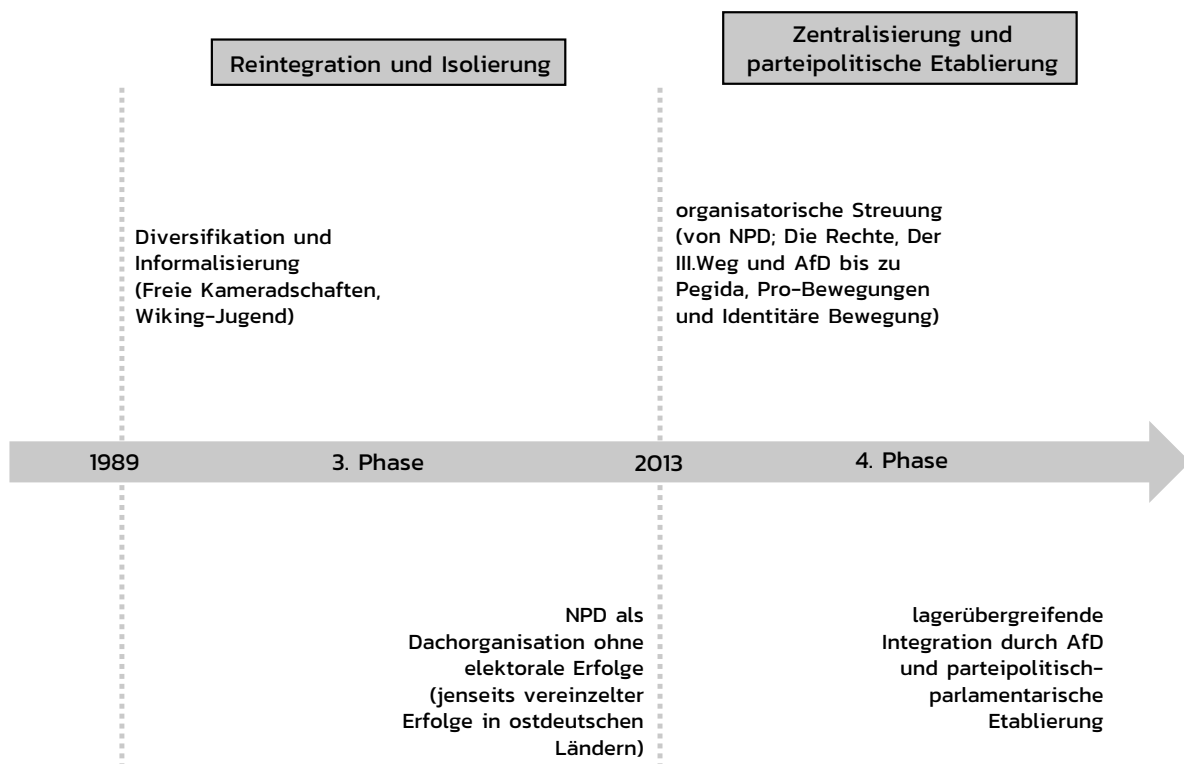 Reintegration und Isolierung
Zentralisierung und
parteipolitische Etablierung
Diversifikation und
Informalisierung
(Freie Kameradschaften,
Wiking-Jugend)
organisatorische Streuung
(von NPD; Die Rechte, Der
III.Weg und AfD bis zu
Pegida, Pro-Bewegungen
und Identitäre Bewegung)
1989
3. Phase
2013
4. Phase
NPD als
Dachorganisation ohne
elektorale Erfolge
(jenseits vereinzelter
Erfolge in ostdeutschen
Ländern)
lagerübergreifende
Integration durch AfD
und parteipolitisch-
parlamentarische
Etablierung